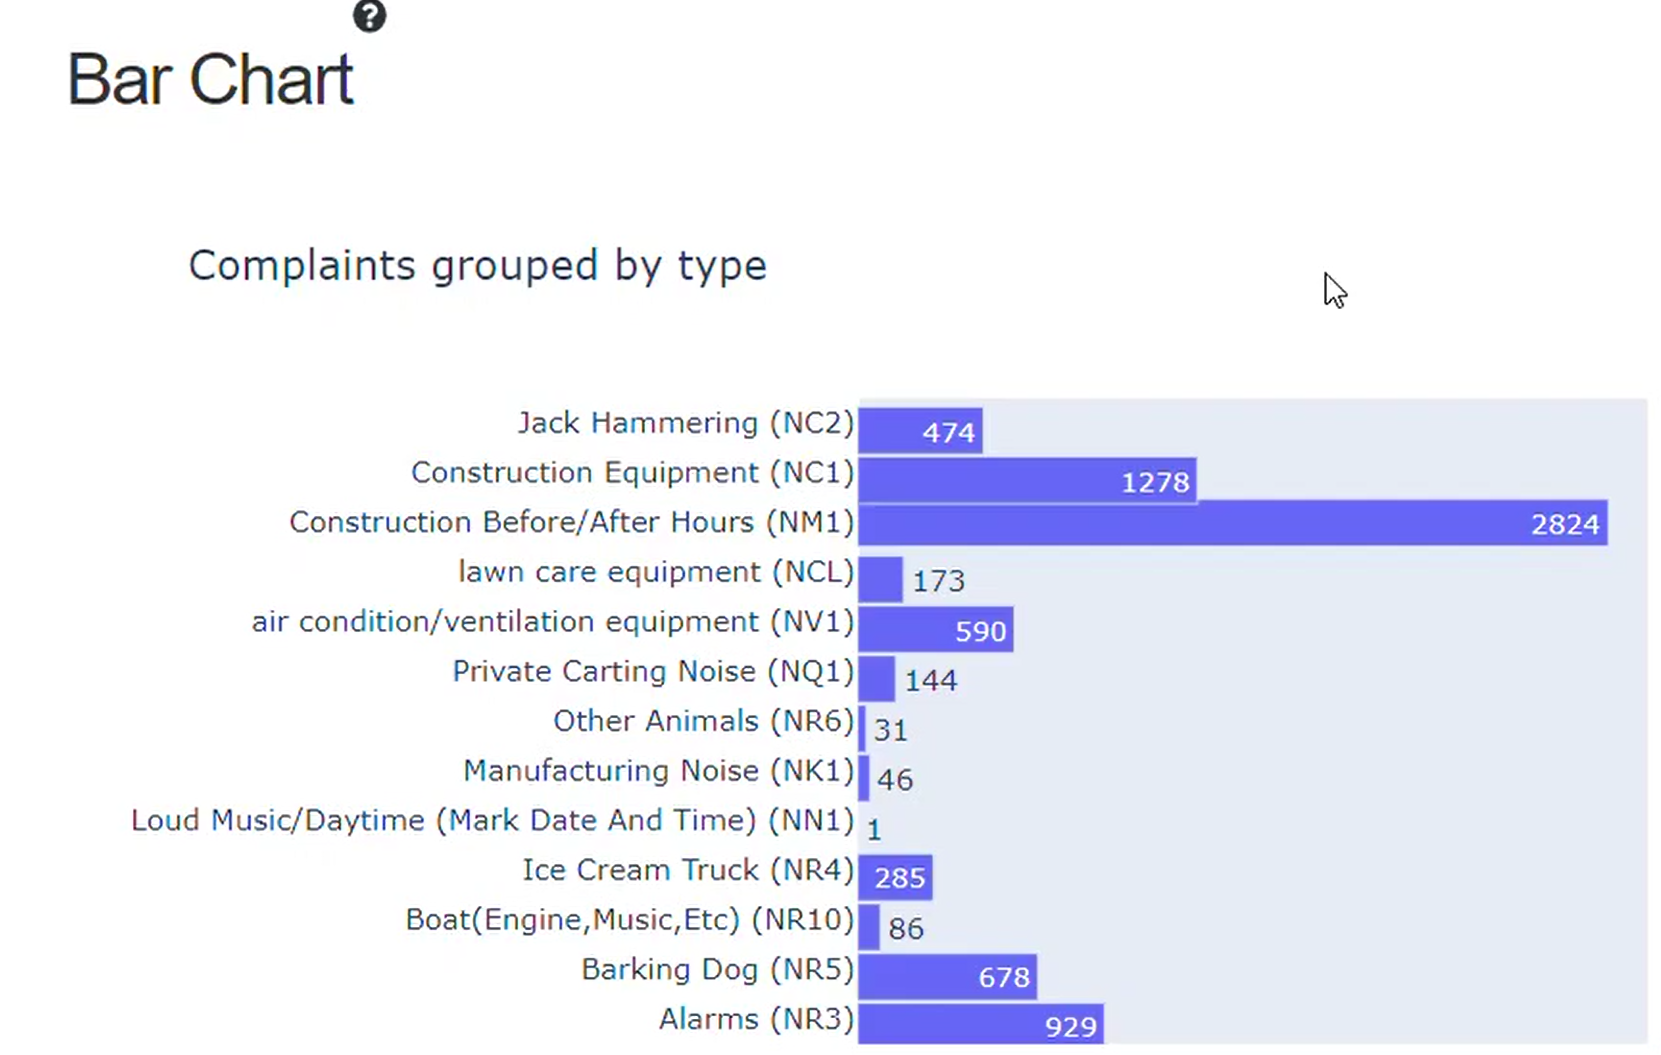 ?
Bar Chart
Complaints grouped by type
Jack Hammering (NC2) 474
Construction Equipment (NC1) 1278
Construction Before/After Hours (NM1) 2824
lawn care equipment (NCL) 173
air condition/ventilation equipment (NV1) 590
Private Carting Noise (NQ1) 144
Other Animals (NR6) 31
Manufacturing Noise (NK1) 46
Loud Music/Daytime (Mark Date And Time) (NN1) 1
Ice Cream Truck (NR4) 285
Boat(Engine,Music,Etc) (NR10) 86
Barking Dog (NR5) 678
Alarms (NR3) 929